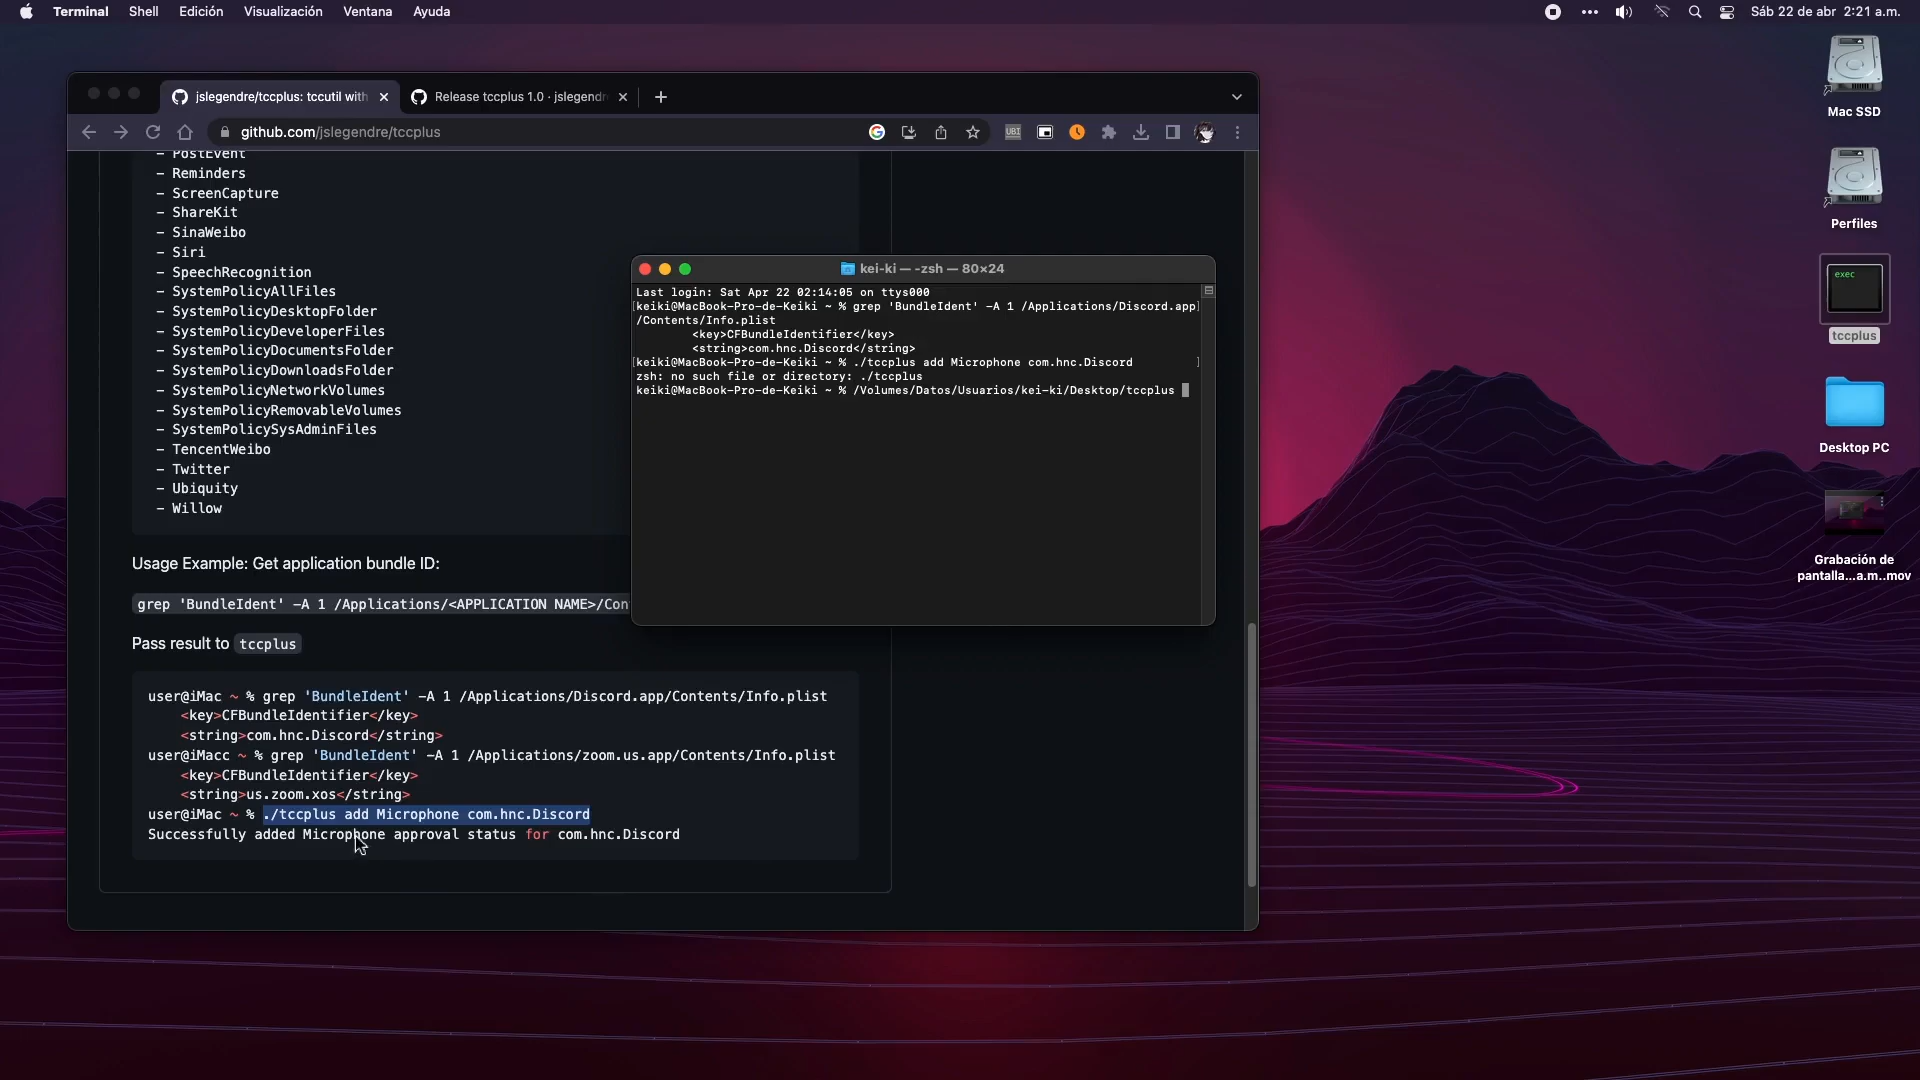 Terminal Shell Edición Visualización Ventana Ayuda
Sáb 22 de abr 2:21 a.m.
jslegendre/tccplus: tccutil with
Release tccplus 1.0 · jslegendr
github.com/jslegendre/tccplus
UBI
- PostEvent
- Reminders
- ScreenCapture
- ShareKit
- SinaWeibo
- Siri
- SpeechRecognition
- SystemPolicyAllFiles
- SystemPolicyDesktopFolder
- SystemPolicyDeveloperFiles
- SystemPolicyDocumentsFolder
- SystemPolicyDownloadsFolder
- SystemPolicyNetworkVolumes
- SystemPolicyRemovableVolumes
- SystemPolicySysAdminFiles
- TencentWeibo
- Twitter
- Ubiquity
- Willow
Usage Example: Get application bundle ID:
grep 'BundleIdent' -A 1 /Applications/<APPLICATION NAME>/Con
Pass result to tccplus
user@iMac ~ % grep 'BundleIdent' -A 1 /Applications/Discord.app/Contents/Info.plist
<key>CFBundleIdentifier</key>
<string>com.hnc.Discord</string>
user@iMacc ~ % grep 'BundleIdent' -A 1 /Applications/zoom.us.app/Contents/Info.plist
<key>CFBundleIdentifier</key>
<string>us.zoom.xos</string>
user@iMac ~ % ./tccplus add Microphone com.hnc.Discord
Successfully added Microphone approval status for com.hnc.Discord
kei-ki — -zsh — 80×24
Last login: Sat Apr 22 02:14:05 on ttys000
[keiki@MacBook-Pro-de-Keiki ~ % grep 'BundleIdent' -A 1 /Applications/Discord.app]
/Contents/Info.plist
<key>CFBundleIdentifier</key>
<string>com.hnc.Discord</string>
[keiki@MacBook-Pro-de-Keiki ~ % ./tccplus add Microphone com.hnc.Discord ]
zsh: no such file or directory: ./tccplus
keiki@MacBook-Pro-de-Keiki ~ % /Volumes/Datos/Usuarios/kei-ki/Desktop/tccplus
Mac SSD
Perfiles
exec
tccplus
Desktop PC
Grabación de
pantalla...a.m..mov